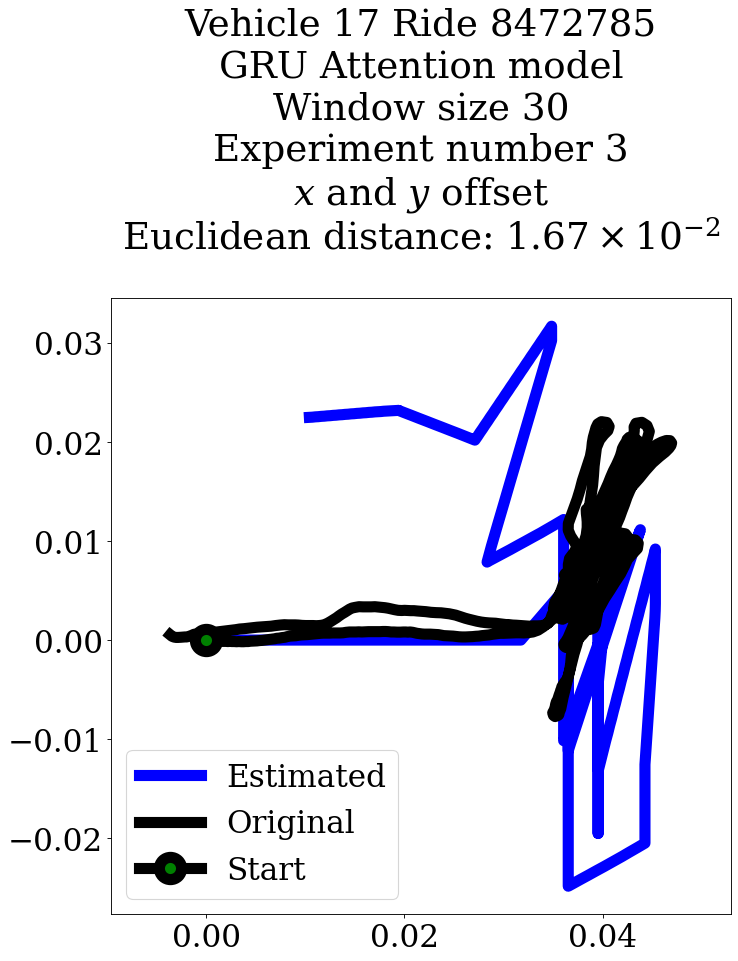 Vehicle 17 Ride 8472785
GRU Attention model
Window size 30
Experiment number 3
x and y offset
Euclidean distance: 1.67 × 10⁻²
0.03
0.02
0.01
0.00
−0.01
−0.02
Estimated
Original
Start
0.00 0.02 0.04